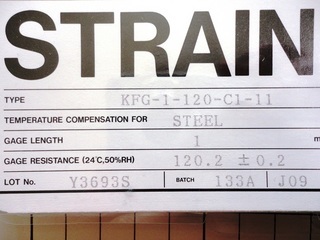 STRAIN
TYPE KFG-1-120-C1-11
TEMPERATURE COMPENSATION FOR STEEL
GAGE LENGTH 1 m
GAGE RESISTANCE (24℃,50%RH) 120.2 ±0.2
LOT No. Y3693S BATCH 133A J09